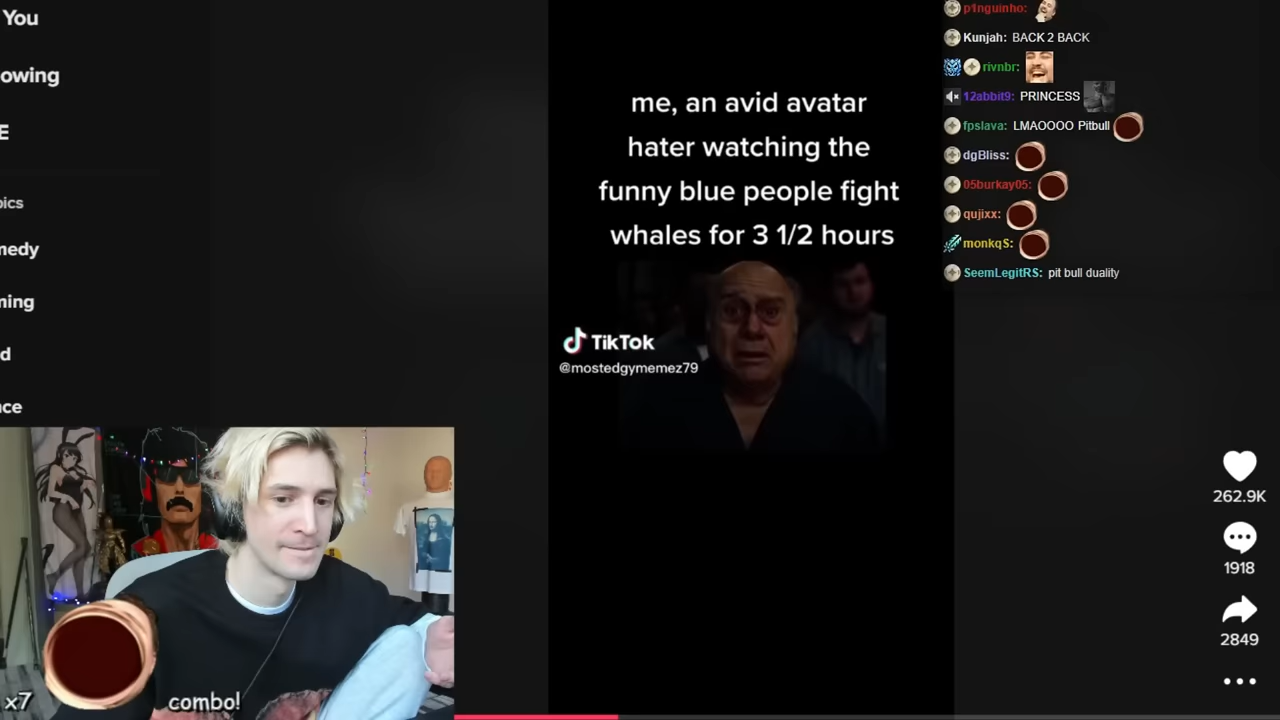 You
owing
E
pics
medy
ning
d
nce
me, an avid avatar
hater watching the
funny blue people fight
whales for 3 1/2 hours
TikTok
@mostedgymemez79
p1nguinho:
Kunjah: BACK 2 BACK
rivnbr:
12abbit9: PRINCESS
fpslava: LMAOOOO Pitbull
dgBliss:
05burkay05:
qujixx:
monkqS:
SeemLegitRS: pit bull duality
262.9K
1918
2849
x7 combo!